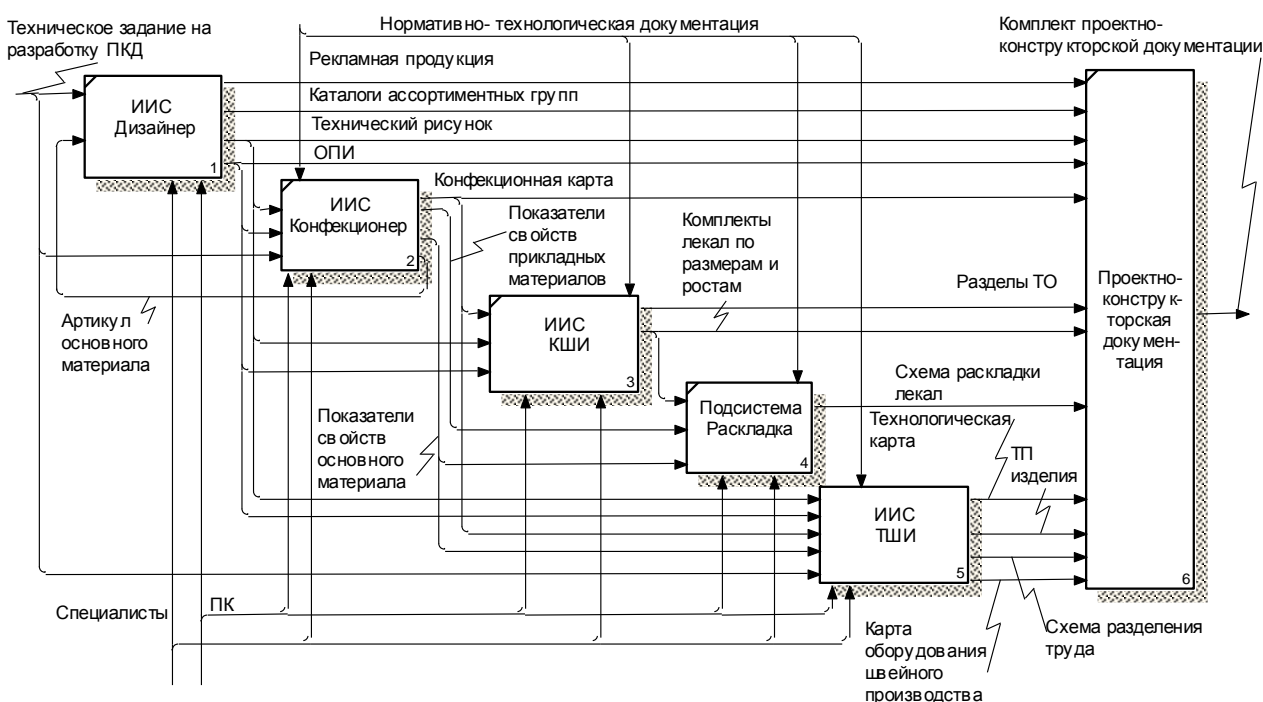 Техническое задание на
разработку ПКД
Нормативно- технологическая документация
Комплект проектно-
конструкторской документации
Рекламная продукция
Каталоги ассортиментных групп
Технический рисунок
ОПИ
ИИС
Дизайнер
1
Конфекционная карта
ИИС
Конфекционер
2
Показатели
свойств
прикладных
материалов
Комплекты
лекал по
размерам и
ростам
Разделы ТО
Проектно-
конструк-
торская
докумен-
тация
6
Артикул
основного
материала
ИИС
КШИ
3
Схема раскладки
лекал
Показатели
свойств
основного
материала
Подсистема
Раскладка
4
Технологическая
карта
ТП
изделия
ИИС
ТШИ
5
Специалисты
ПК
Карта
оборудования
швейного
производства
Схема разделения
труда